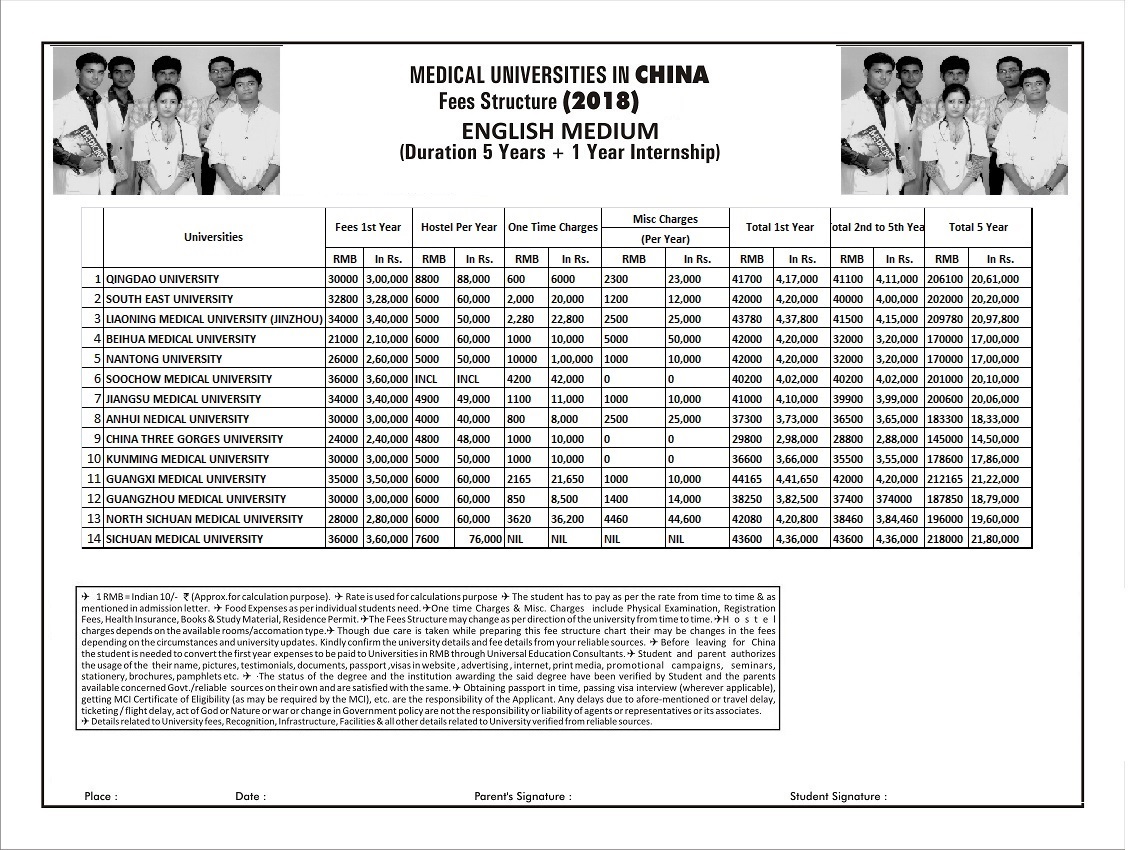 MEDICAL UNIVERSITIES IN CHINA
Fees Structure (2018)
ENGLISH MEDIUM
(Duration 5 Years + 1 Year Internship)
Universities Fees 1st Year Hostel Per Year One Time Charges Misc Charges (Per Year) Total 1st Year otal 2nd to 5th Yea Total 5 Year
RMB In Rs. RMB In Rs. RMB In Rs. RMB In Rs. RMB In Rs. RMB In Rs. RMB In Rs.
1 QINGDAO UNIVERSITY 30000 3,00,000 8800 88,000 600 6000 2300 23,000 41700 4,17,000 41100 4,11,000 206100 20,61,000
2 SOUTH EAST UNIVERSITY 32800 3,28,000 6000 60,000 2,000 20,000 1200 12,000 42000 4,20,000 40000 4,00,000 202000 20,20,000
3 LIAONING MEDICAL UNIVERSITY (JINZHOU) 34000 3,40,000 5000 50,000 2,280 22,800 2500 25,000 43780 4,37,800 41500 4,15,000 209780 20,97,800
4 BEIHUA MEDICAL UNIVERSITY 21000 2,10,000 6000 60,000 1000 10,000 5000 50,000 42000 4,20,000 32000 3,20,000 170000 17,00,000
5 NANTONG UNIVERSITY 26000 2,60,000 5000 50,000 10000 1,00,000 1000 10,000 42000 4,20,000 32000 3,20,000 170000 17,00,000
6 SOOCHOW MEDICAL UNIVERSITY 36000 3,60,000 INCL INCL 4200 42,000 0 0 40200 4,02,000 40200 4,02,000 201000 20,10,000
7 JIANGSU MEDICAL UNIVERSITY 34000 3,40,000 4900 49,000 1100 11,000 1000 10,000 41000 4,10,000 39900 3,99,000 200600 20,06,000
8 ANHUI NEDICAL UNIVERSITY 30000 3,00,000 4000 40,000 800 8,000 2500 25,000 37300 3,73,000 36500 3,65,000 183300 18,33,000
9 CHINA THREE GORGES UNIVERSITY 24000 2,40,000 4800 48,000 1000 10,000 0 0 29800 2,98,000 28800 2,88,000 145000 14,50,000
10 KUNMING MEDICAL UNIVERSITY 30000 3,00,000 5000 50,000 1000 10,000 0 0 36600 3,66,000 35500 3,55,000 178600 17,86,000
11 GUANGXI MEDICAL UNIVERSITY 35000 3,50,000 6000 60,000 2165 21,650 1000 10,000 44165 4,41,650 42000 4,20,000 212165 21,22,000
12 GUANGZHOU MEDICAL UNIVERSITY 30000 3,00,000 6000 60,000 850 8,500 1400 14,000 38250 3,82,500 37400 374000 187850 18,79,000
13 NORTH SICHUAN MEDICAL UNIVERSITY 28000 2,80,000 6000 60,000 3620 36,200 4460 44,600 42080 4,20,800 38460 3,84,460 196000 19,60,000
14 SICHUAN MEDICAL UNIVERSITY 36000 3,60,000 7600 76,000 NIL NIL NIL NIL 43600 4,36,000 43600 4,36,000 218000 21,80,000
✈ 1 RMB = Indian 10/- ₹ (Approx.for calculation purpose). ✈ Rate is used for calculations purpose ✈ The student has to pay as per the rate from time to time & as
mentioned in admission letter. ✈ Food Expenses as per individual students need. ✈One time Charges & Misc. Charges include Physical Examination, Registration
Fees, Health Insurance, Books & Study Material, Residence Permit. ✈The Fees Structure may change as per direction of the university from time to time. ✈H o s t e l
charges depends on the available rooms/accomation type.✈ Though due care is taken while preparing this fee structure chart their may be changes in the fees
depending on the circumstances and university updates. Kindly confirm the university details and fee details from your reliable sources. ✈ Before leaving for China
the student is needed to convert the first year expenses to be paid to Universities in RMB through Universal Education Consultants. ✈ Student and parent authorizes
the usage of the their name, pictures, testimonials, documents, passport ,visas in website , advertising , internet, print media, promotional campaigns, seminars,
stationery, brochures, pamphlets etc. ✈ ·The status of the degree and the institution awarding the said degree have been verified by Student and the parents
available concerned Govt./reliable sources on their own and are satisfied with the same. ✈ Obtaining passport in time, passing visa interview (wherever applicable),
getting MCI Certificate of Eligibility (as may be required by the MCI), etc. are the responsibility of the Applicant. Any delays due to afore-mentioned or travel delay,
ticketing / flight delay, act of God or Nature or war or change in Government policy are not the responsibility or liability of agents or representatives or its associates.
✈ Details related to University fees, Recognition, Infrastructure, Facilities & all other details related to University verified from reliable sources.
Place : Date : Parent's Signature : Student Signature :